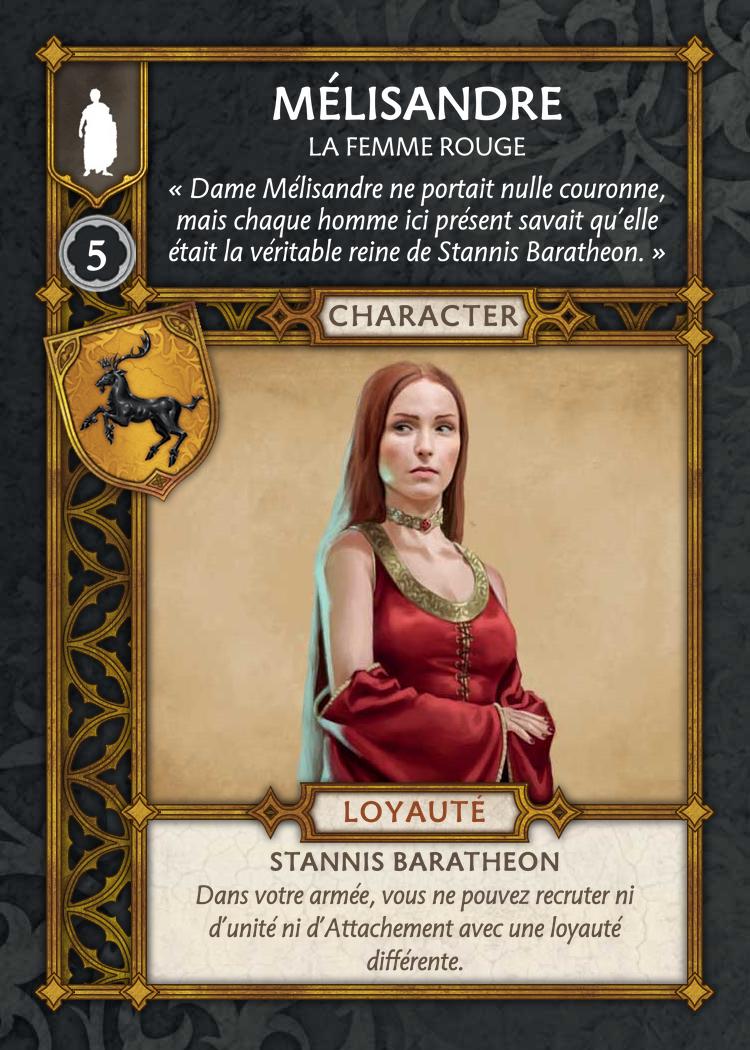 MÉLISANDRE
LA FEMME ROUGE
« Dame Mélisandre ne portait nulle couronne,
mais chaque homme ici présent savait qu'elle
était la véritable reine de Stannis Baratheon. »
5
CHARACTER
LOYAUTÉ
STANNIS BARATHEON
Dans votre armée, vous ne pouvez recruter ni
d'unité ni d'Attachement avec une loyauté
différente.